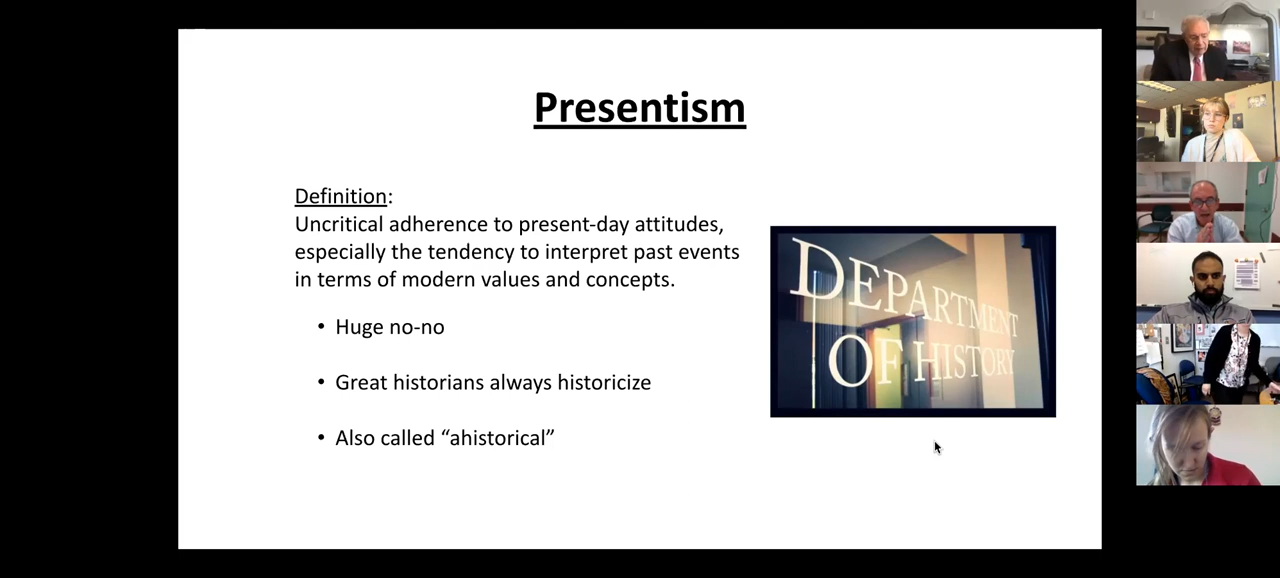 Presentism
Definition:
Uncritical adherence to present-day attitudes,
especially the tendency to interpret past events
in terms of modern values and concepts.
• Huge no-no
• Great historians always historicize
• Also called “ahistorical”
DEPARTMENT
OF HISTORY